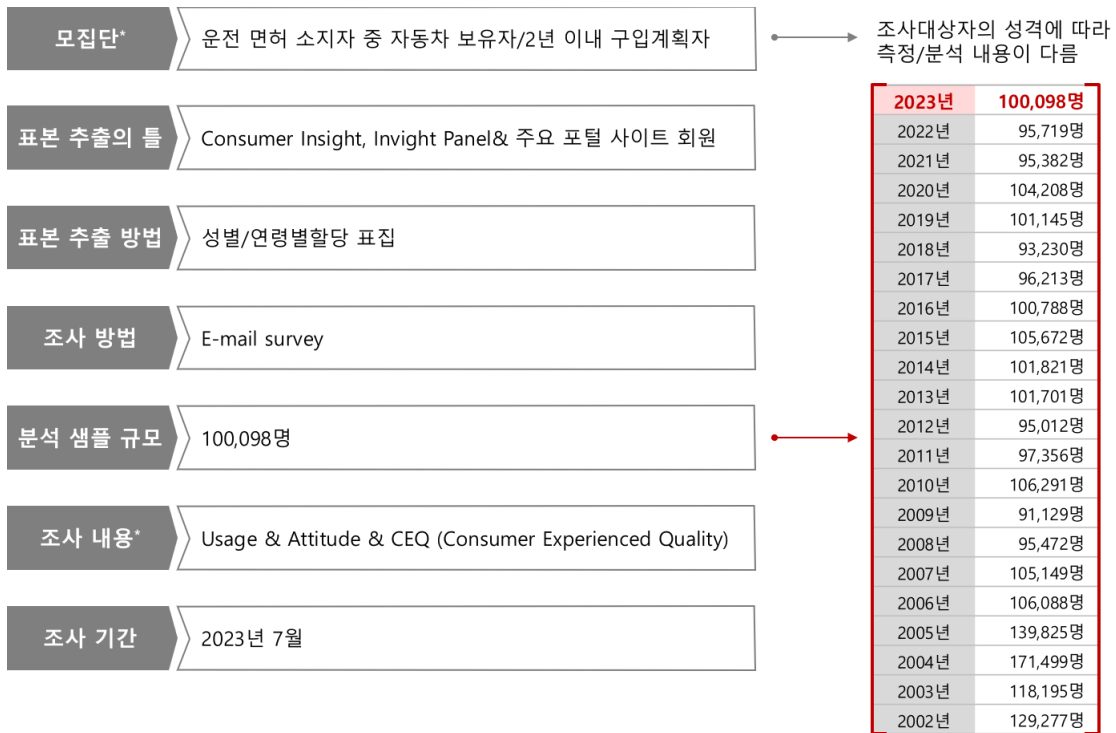 모집단*
운전 면허 소지자 중 자동차 보유자/2년 이내 구입계획자
조사대상자의 성격에 따라
측정/분석 내용이 다름
표본 추출의 틀
Consumer Insight, Invight Panel& 주요 포털 사이트 회원
표본 추출 방법
성별/연령별할당 표집
조사 방법
E-mail survey
분석 샘플 규모
100,098명
조사 내용*
Usage & Attitude & CEQ (Consumer Experienced Quality)
조사 기간
2023년 7월
2023년 100,098명
2022년 95,719명
2021년 95,382명
2020년 104,208명
2019년 101,145명
2018년 93,230명
2017년 96,213명
2016년 100,788명
2015년 105,672명
2014년 101,821명
2013년 101,701명
2012년 95,012명
2011년 97,356명
2010년 106,291명
2009년 91,129명
2008년 95,472명
2007년 105,149명
2006년 106,088명
2005년 139,825명
2004년 171,499명
2003년 118,195명
2002년 129,277명